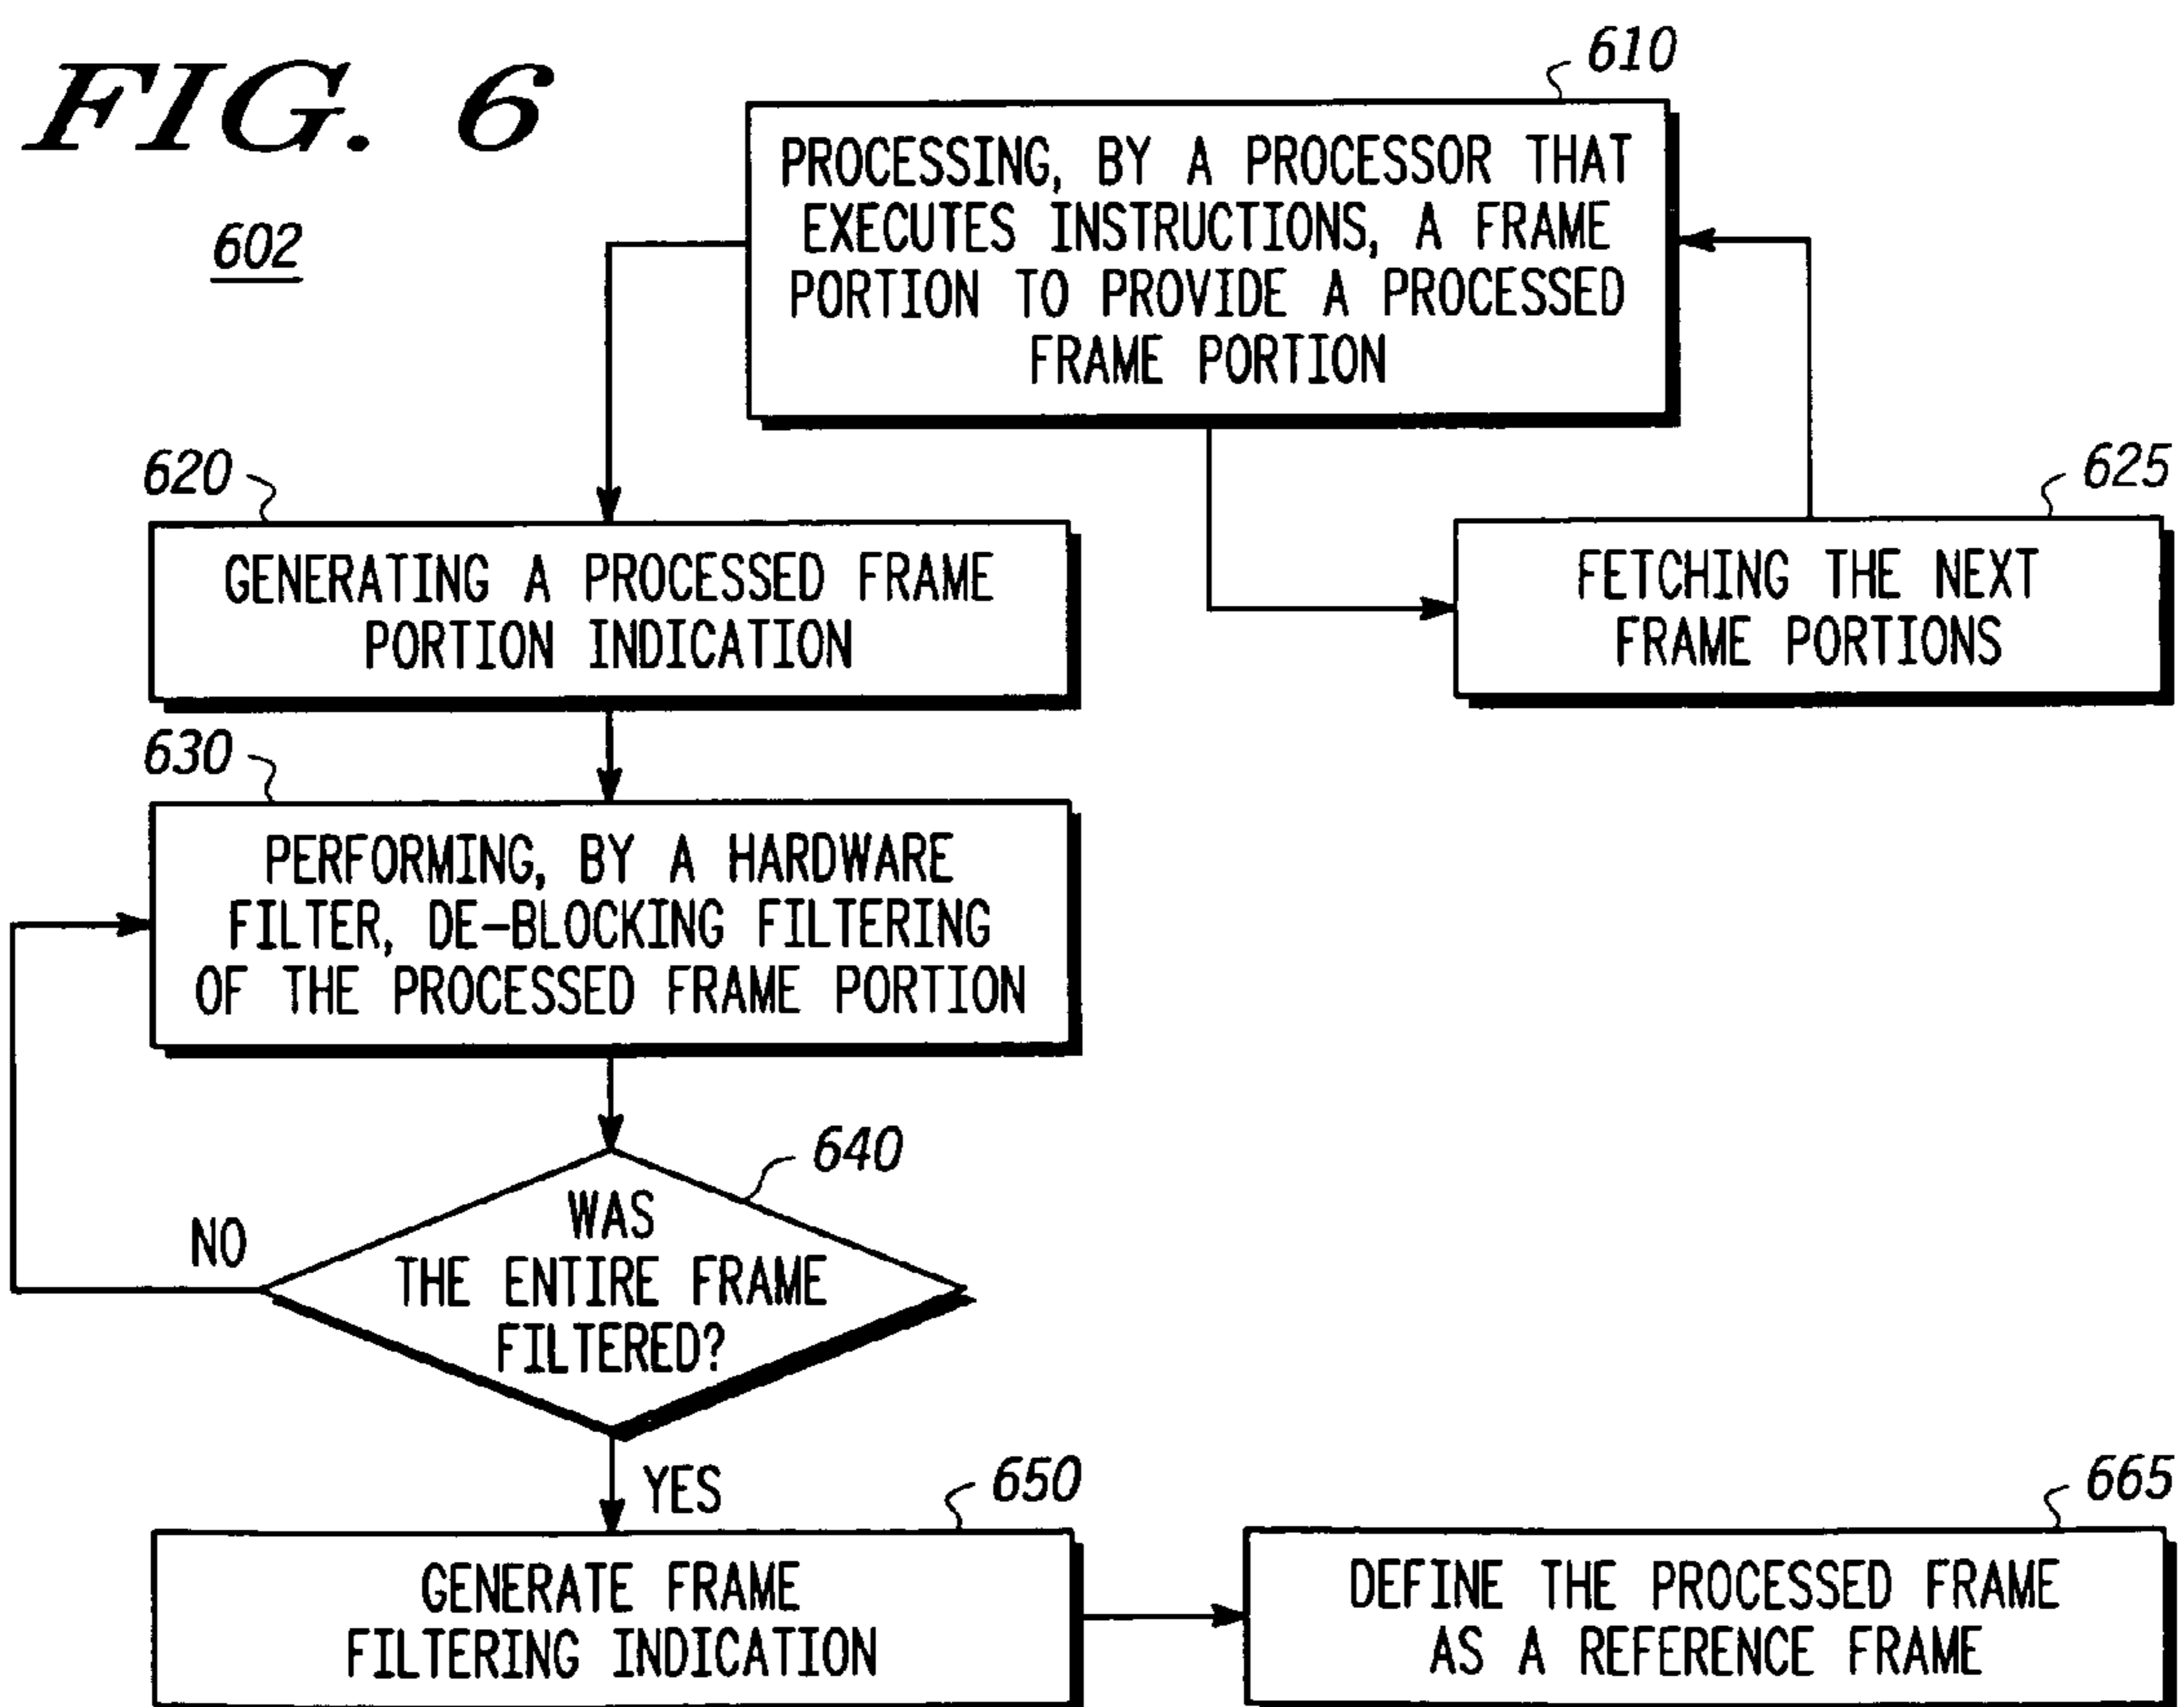 FIG. 6
602
610
PROCESSING, BY A PROCESSOR THAT
EXECUTES INSTRUCTIONS, A FRAME
PORTION TO PROVIDE A PROCESSED
FRAME PORTION
620
GENERATING A PROCESSED FRAME
PORTION INDICATION
625
FETCHING THE NEXT
FRAME PORTIONS
630
PERFORMING, BY A HARDWARE
FILTER, DE-BLOCKING FILTERING
OF THE PROCESSED FRAME PORTION
640
WAS
THE ENTIRE FRAME
FILTERED?
NO
YES
650
GENERATE FRAME
FILTERING INDICATION
665
DEFINE THE PROCESSED FRAME
AS A REFERENCE FRAME